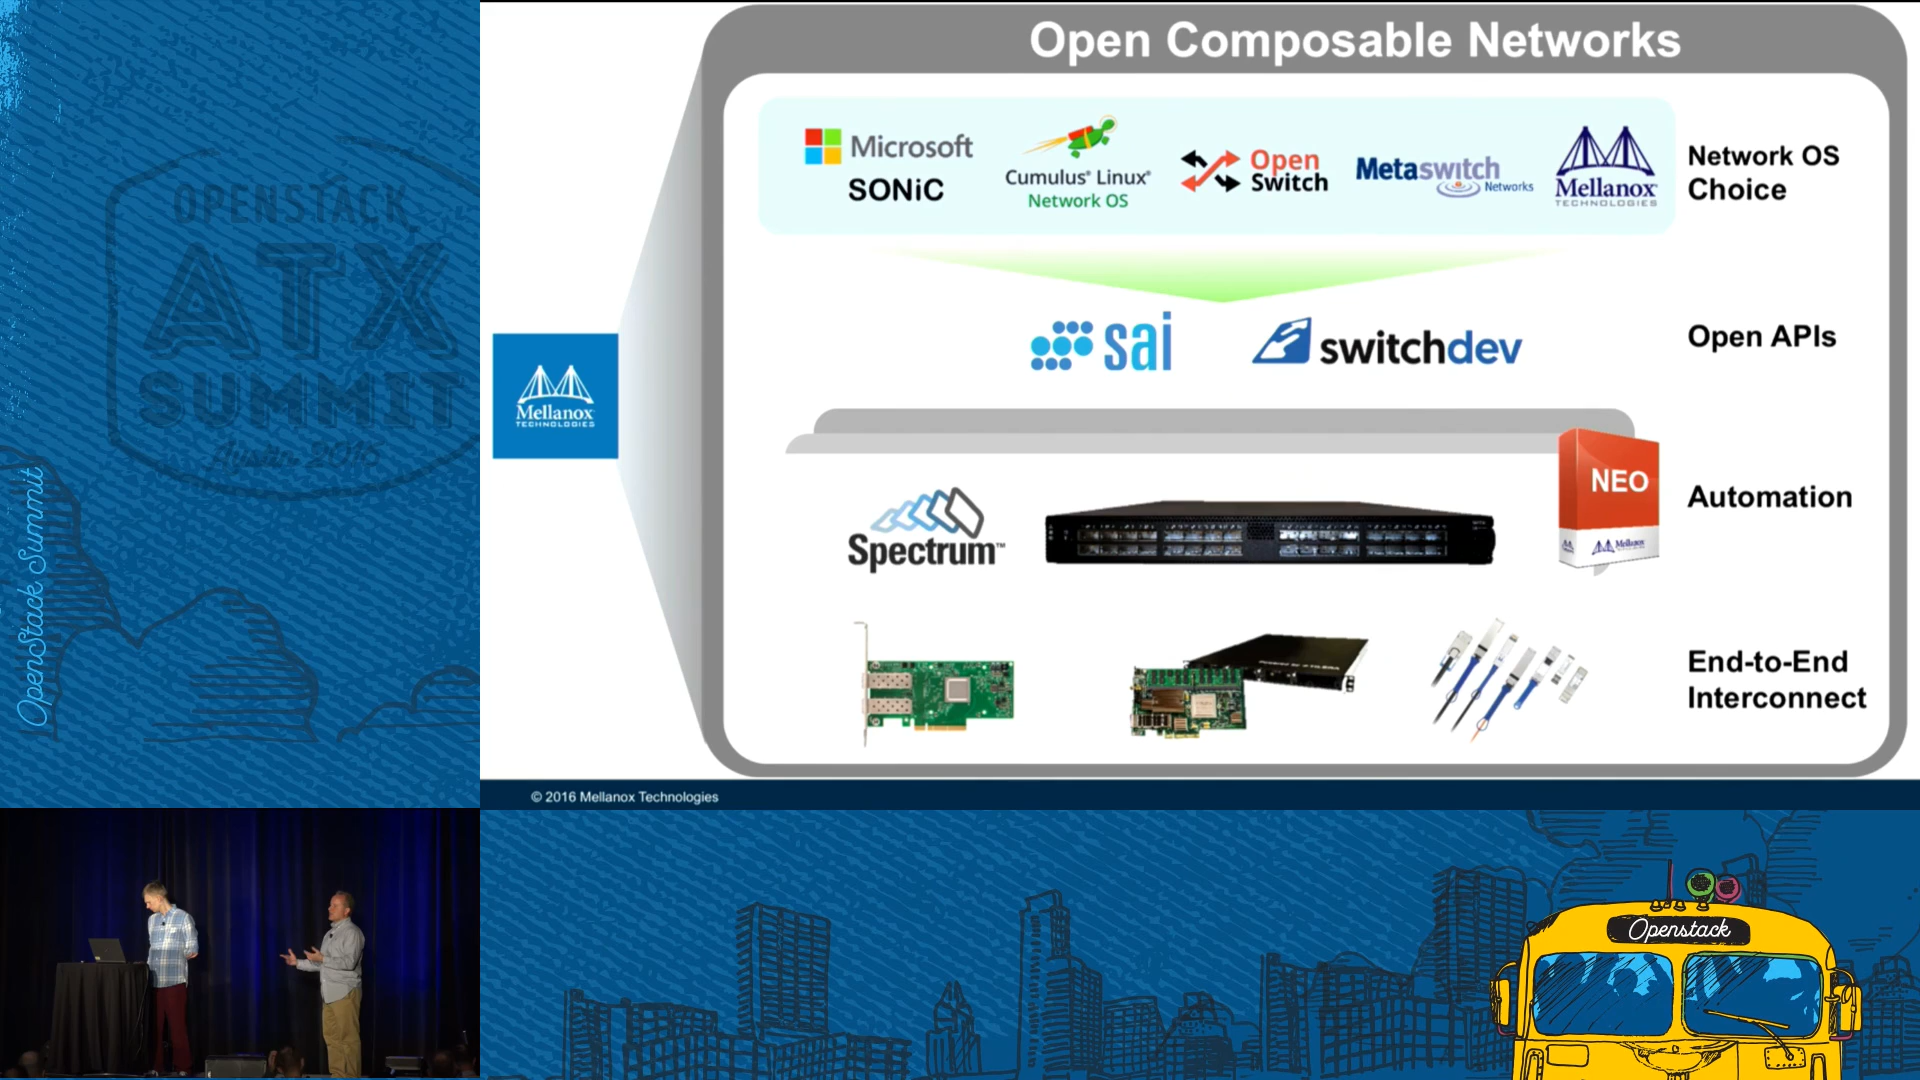 OPENSTACK
ATX
SUMMIT
Austin 2016
OpenStack Summit
Open Composable Networks
Microsoft
SONiC
Cumulus® Linux®
Network OS
Open
Switch
Metaswitch
Networks
Mellanox
TECHNOLOGIES
Network OS
Choice
sai
switchdev
Open APIs
Mellanox
TECHNOLOGIES
NEO
Mellanox
Automation
Spectrum™
End-to-End
Interconnect
© 2016 Mellanox Technologies
Openstack